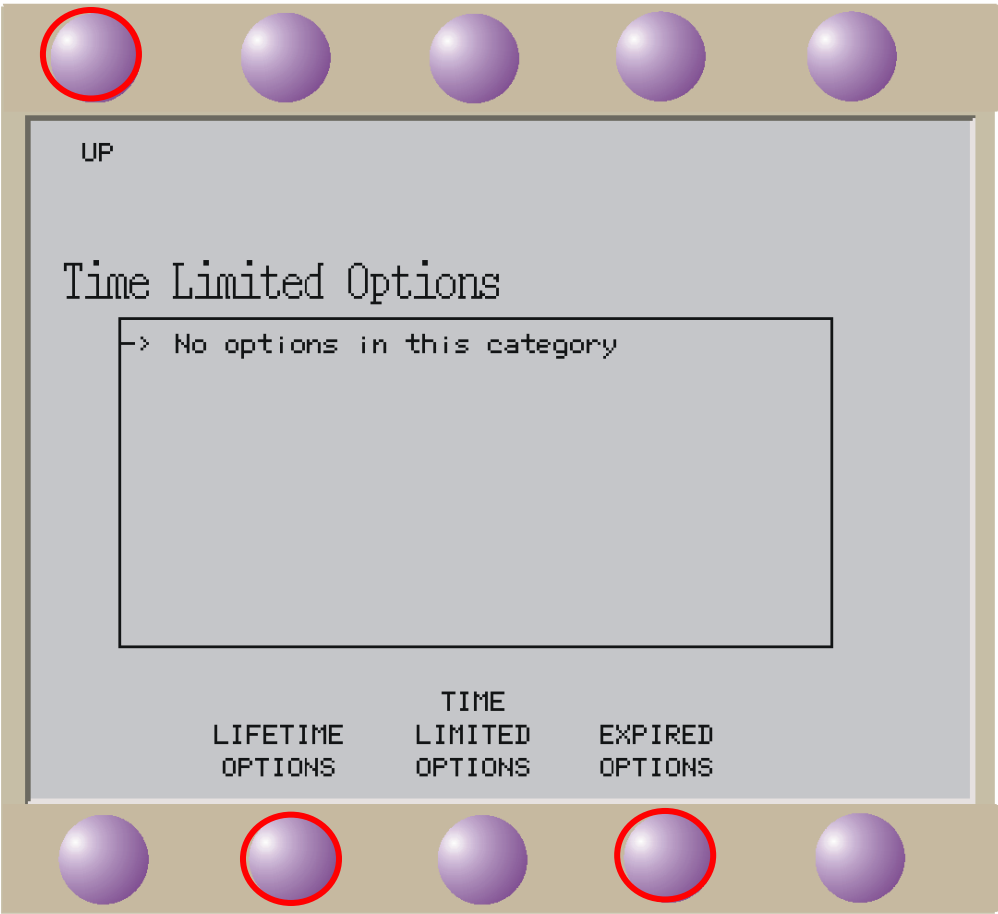 UP
Time Limited Options
-> No options in this category
TIME
LIFETIME LIMITED EXPIRED
OPTIONS OPTIONS OPTIONS